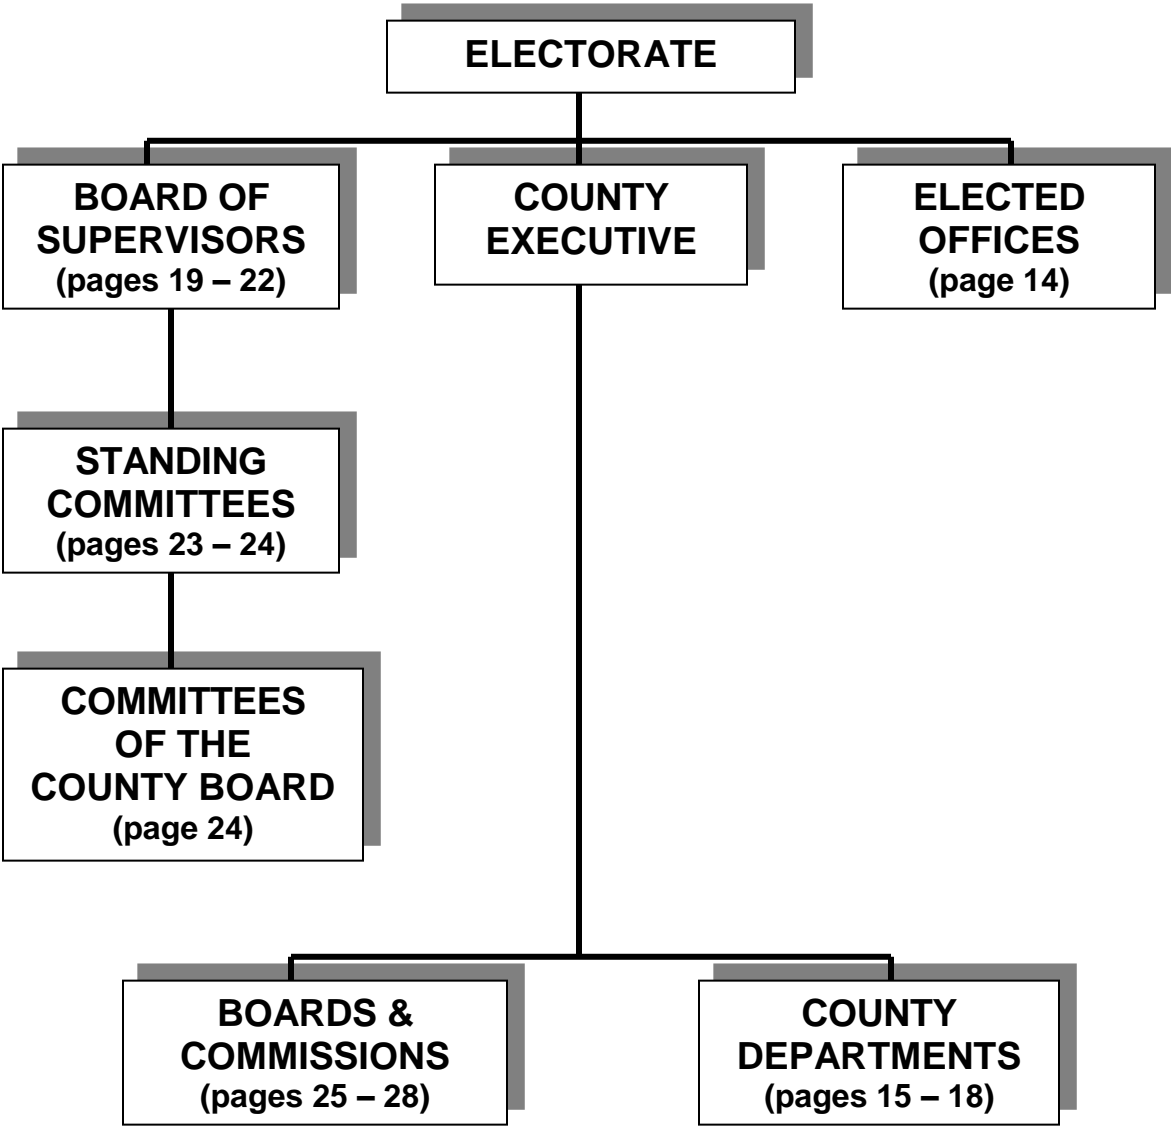 ELECTORATE
BOARD OF
SUPERVISORS
(pages 19 – 22)
COUNTY
EXECUTIVE
ELECTED
OFFICES
(page 14)
STANDING
COMMITTEES
(pages 23 – 24)
COMMITTEES
OF THE
COUNTY BOARD
(page 24)
BOARDS &
COMMISSIONS
(pages 25 – 28)
COUNTY
DEPARTMENTS
(pages 15 – 18)